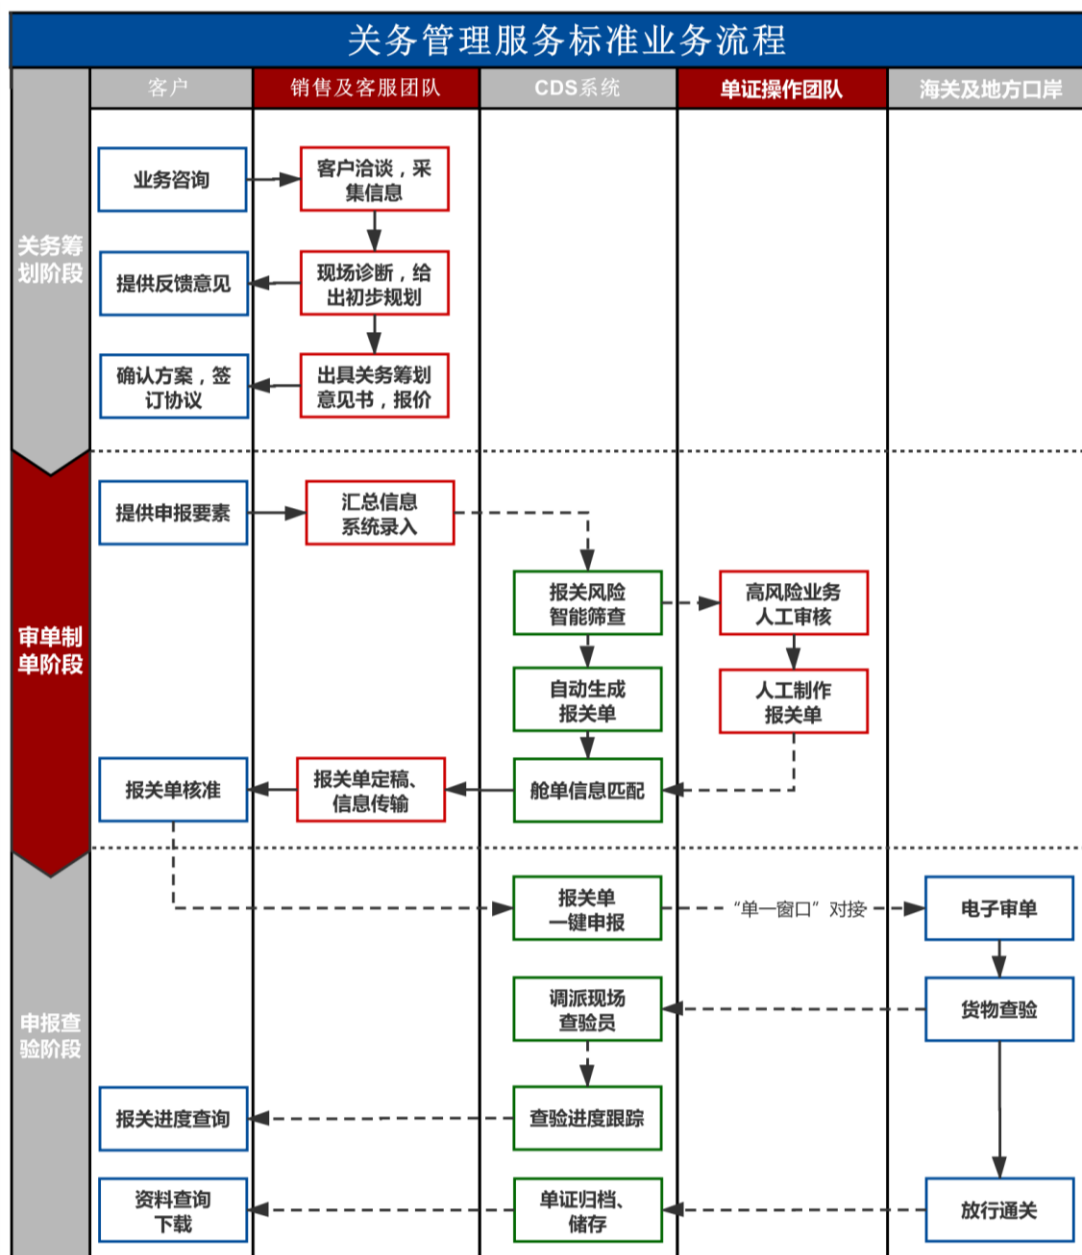 关务管理服务标准业务流程
客户
销售及客服团队
CDS系统
单证操作团队
海关及地方口岸
关务筹
划阶段
业务咨询
客户洽谈，采
集信息
提供反馈意见
现场诊断，给
出初步规划
确认方案，签
订协议
出具关务筹划
意见书，报价
审单制
单阶段
提供申报要素
汇总信息
系统录入
报关风险
智能筛查
高风险业务
人工审核
自动生成
报关单
人工制作
报关单
报关单核准
报关单定稿、
信息传输
舱单信息匹配
申报查
验阶段
报关单
一键申报
“单一窗口”对接
电子审单
调派现场
查验员
货物查验
报关进度查询
查验进度跟踪
资料查询
下载
单证归档、
储存
放行通关